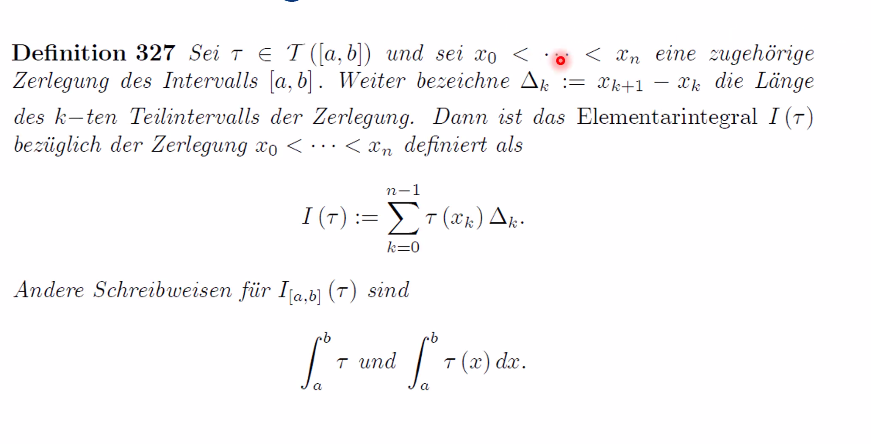 Definition 327 Sei τ ∈ T ([a, b]) und sei x₀ < ··· < xₙ eine zugehörige
Zerlegung des Intervalls [a, b] . Weiter bezeichne Δₖ := xₖ₊₁ − xₖ die Länge
des k−ten Teilintervalls der Zerlegung. Dann ist das Elementarintegral I (τ)
bezüglich der Zerlegung x₀ < ··· < xₙ definiert als
I (τ) := ∑_{k=0}^{n−1} τ (xₖ) Δₖ.
Andere Schreibweisen für I_{[a,b]} (τ) sind
∫_a^b τ und ∫_a^b τ (x) dx.